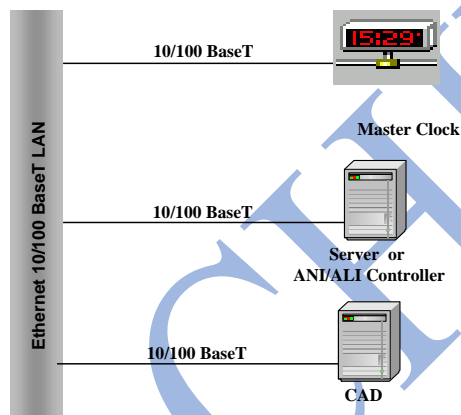 10/100 BaseT
15:29
Master Clock
Ethernet 10/100 BaseT LAN
10/100 BaseT
Server or
ANI/ALI Controller
10/100 BaseT
CAD